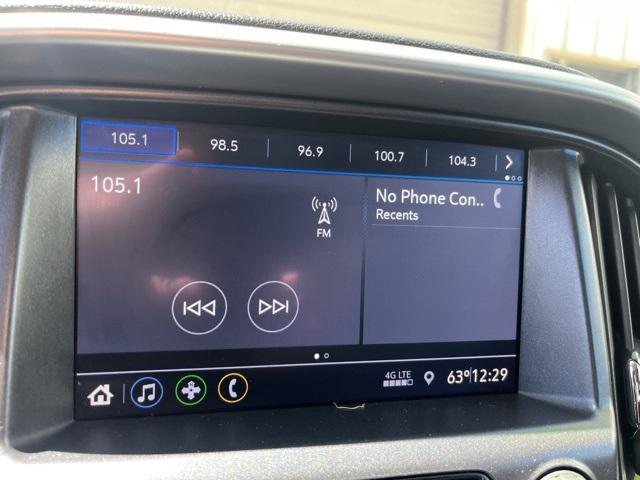 105.1 98.5 96.9 100.7 104.3
105.1
FM
No Phone Con..
Recents
4G LTE
63° 12:29